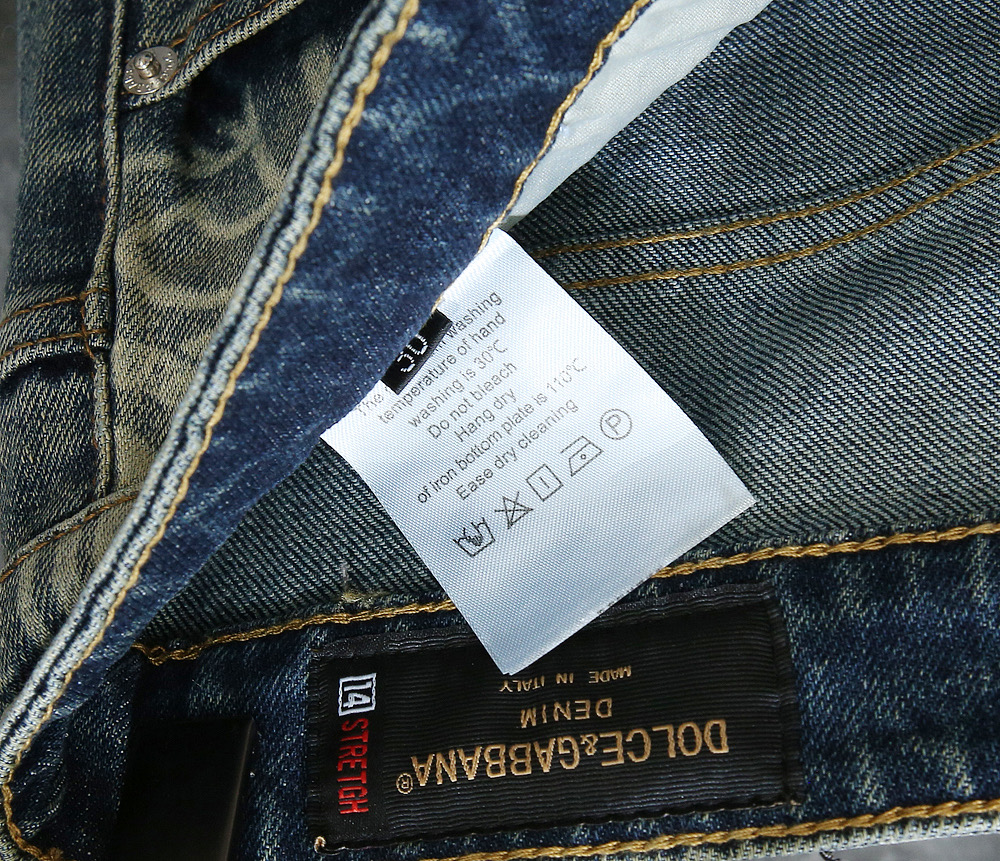 30
The washing
temperature of hand
washing is 30℃
Do not bleach
Hang dry
of iron bottom plate is 110℃
Ease dry cleaning
P
DOLCE&GABBANA®
DENIM
MADE IN ITALY
14 STRETCH